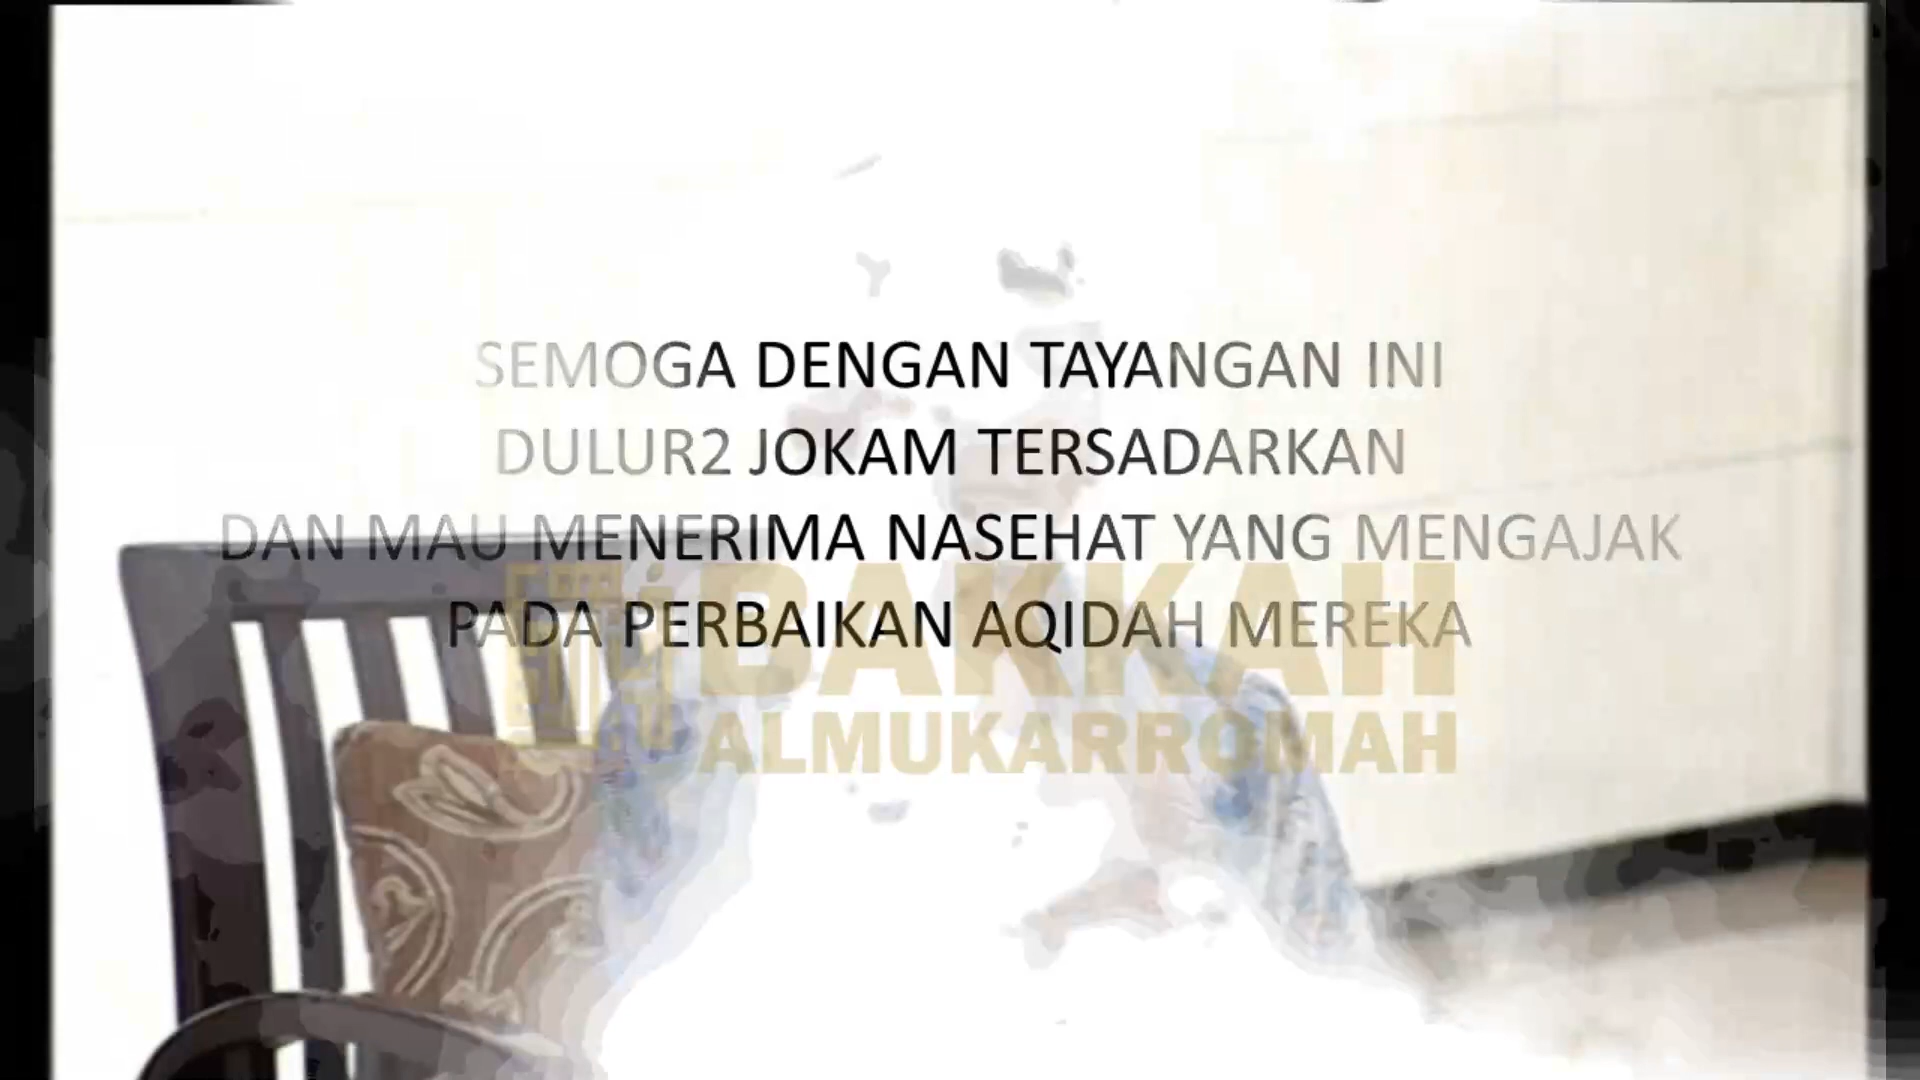 SEMOGA DENGAN TAYANGAN INI
DULUR2 JOKAM TERSADARKAN
DAN MAU MENERIMA NASEHAT YANG MENGAJAK
PADA PERBAIKAN AQIDAH MEREKA
BAKKAH
ALMUKARROMAH